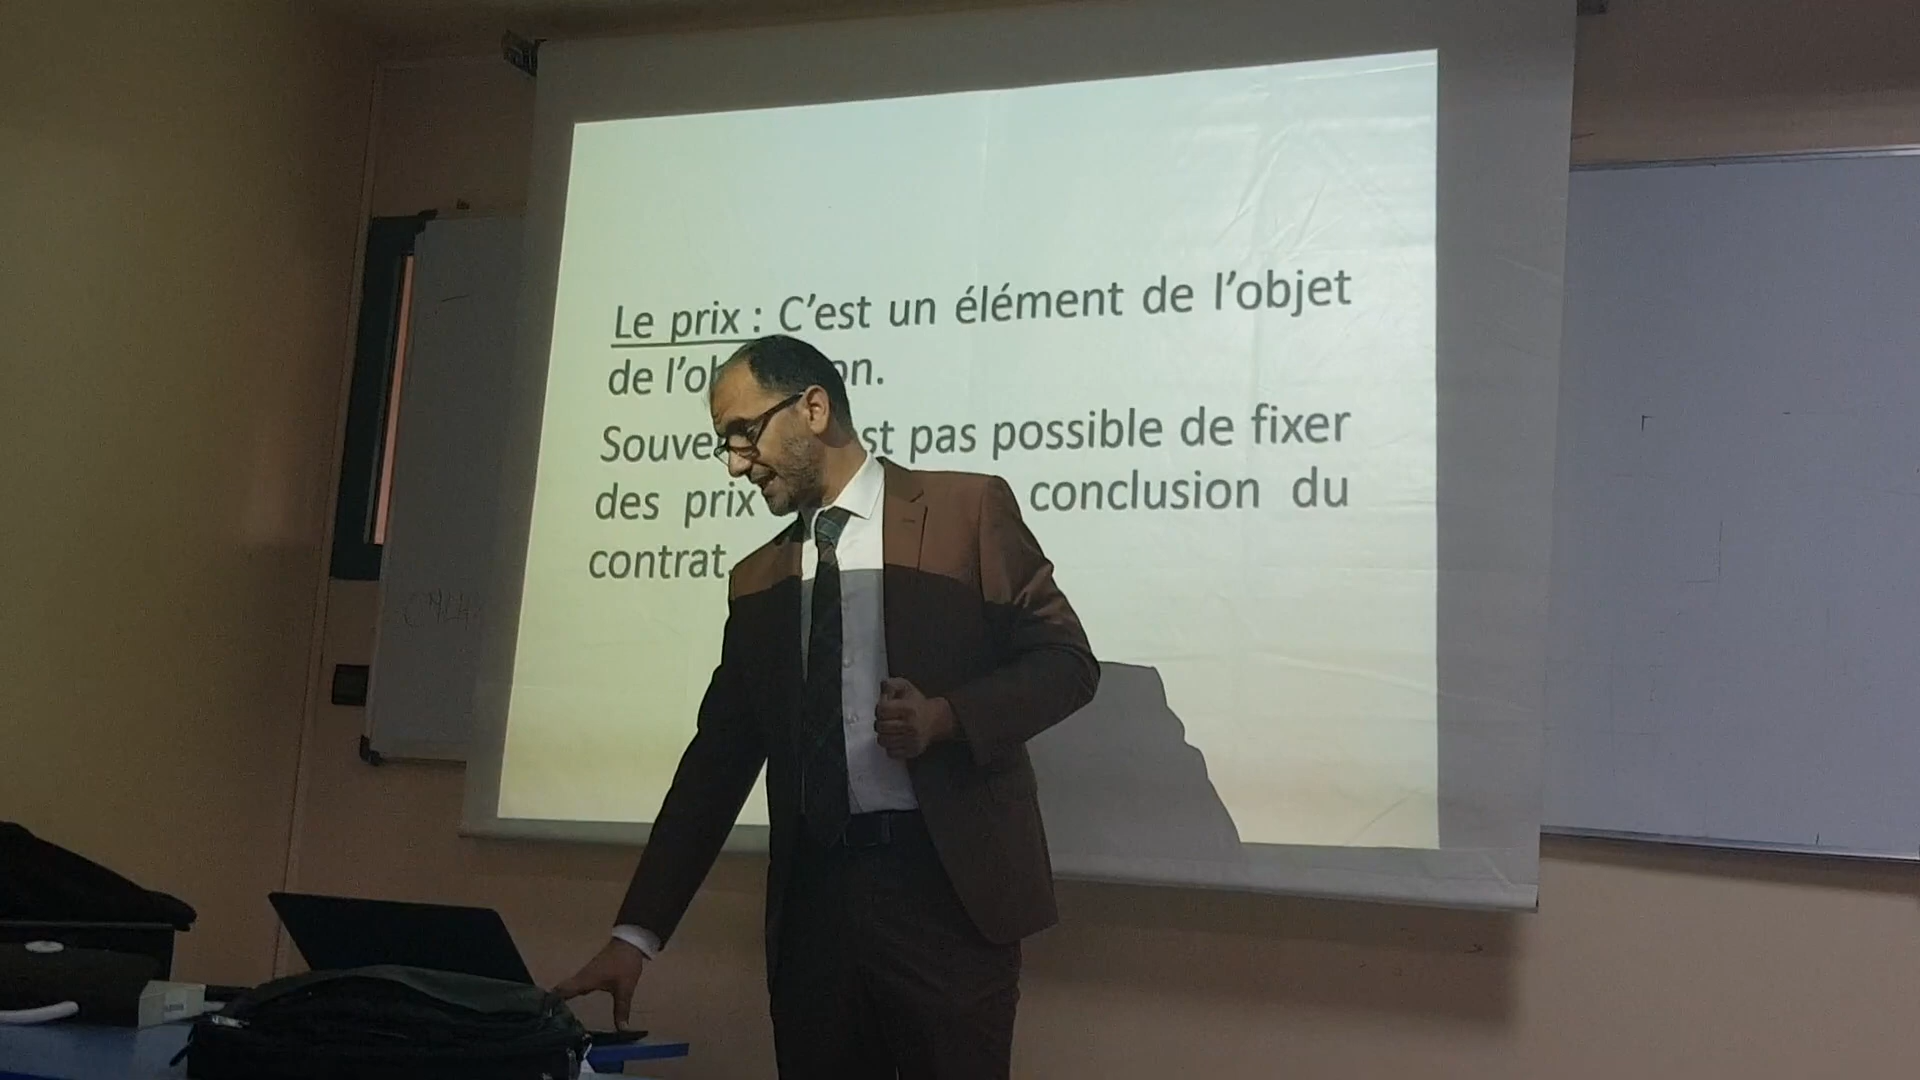 Le prix : C'est un élément de l'objet
de l'ob on.
Souve st pas possible de fixer
des prix conclusion du
contrat.